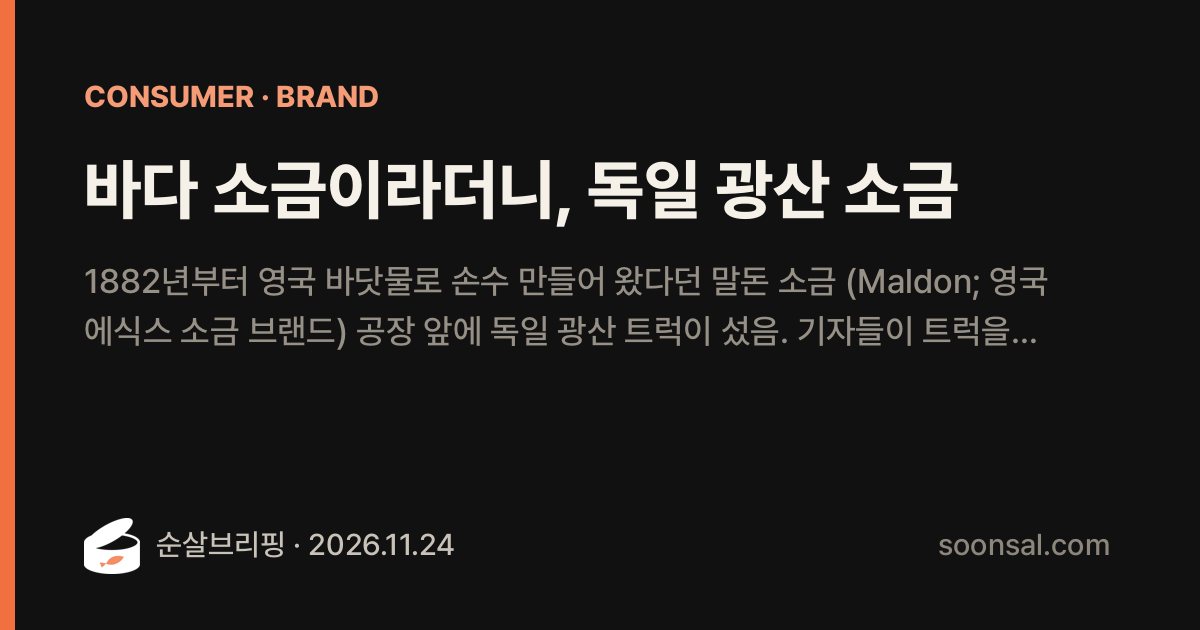 CONSUMER · BRAND
바다 소금이라더니, 독일 광산 소금
1882년부터 영국 바닷물로 손수 만들어 왔다던 말돈 소금 (Maldon; 영국
에식스 소금 브랜드) 공장 앞에 독일 광산 트럭이 섰음. 기자들이 트럭을...
순살브리핑 · 2026.11.24
soonsal.com